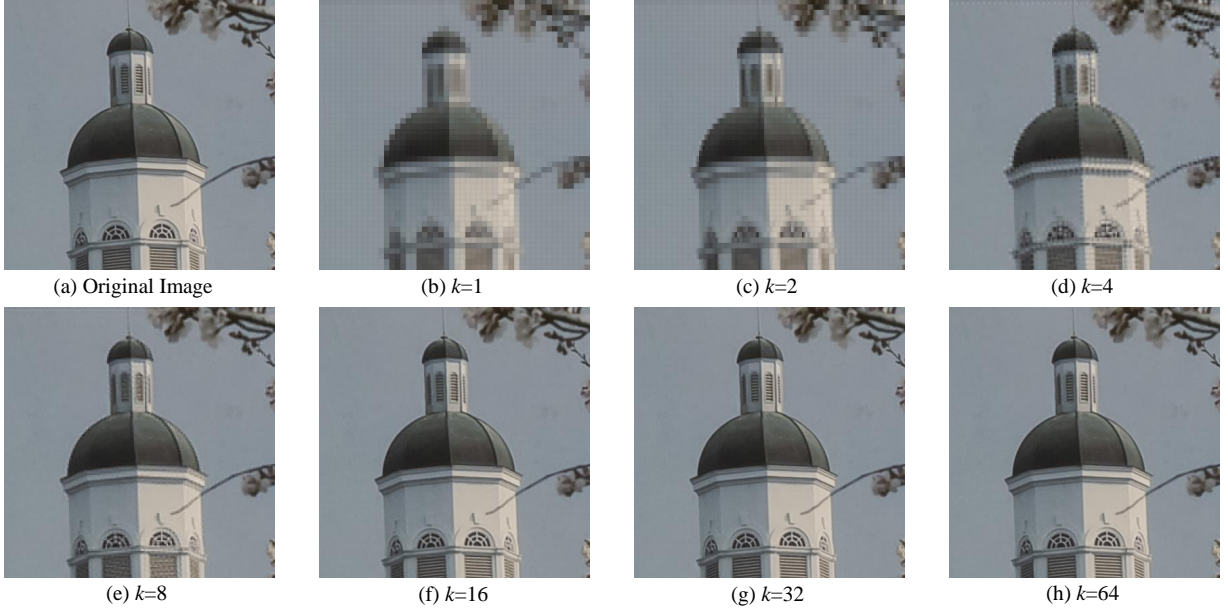 (a) Original Image
(b) k=1
(c) k=2
(d) k=4
(e) k=8
(f) k=16
(g) k=32
(h) k=64